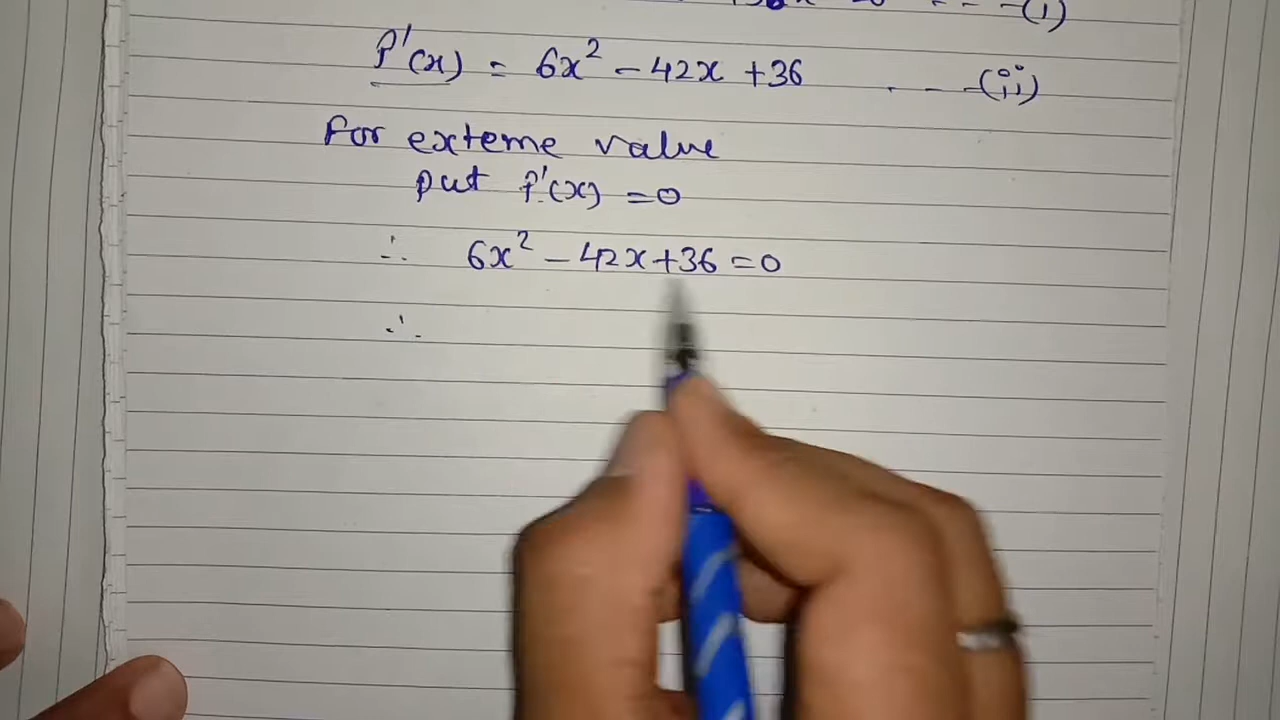 --- (i)
f'(x) = 6x² - 42x + 36 --- (ii)
for exteme value
put f'(x) = 0
∴ 6x² - 42x + 36 = 0
∴